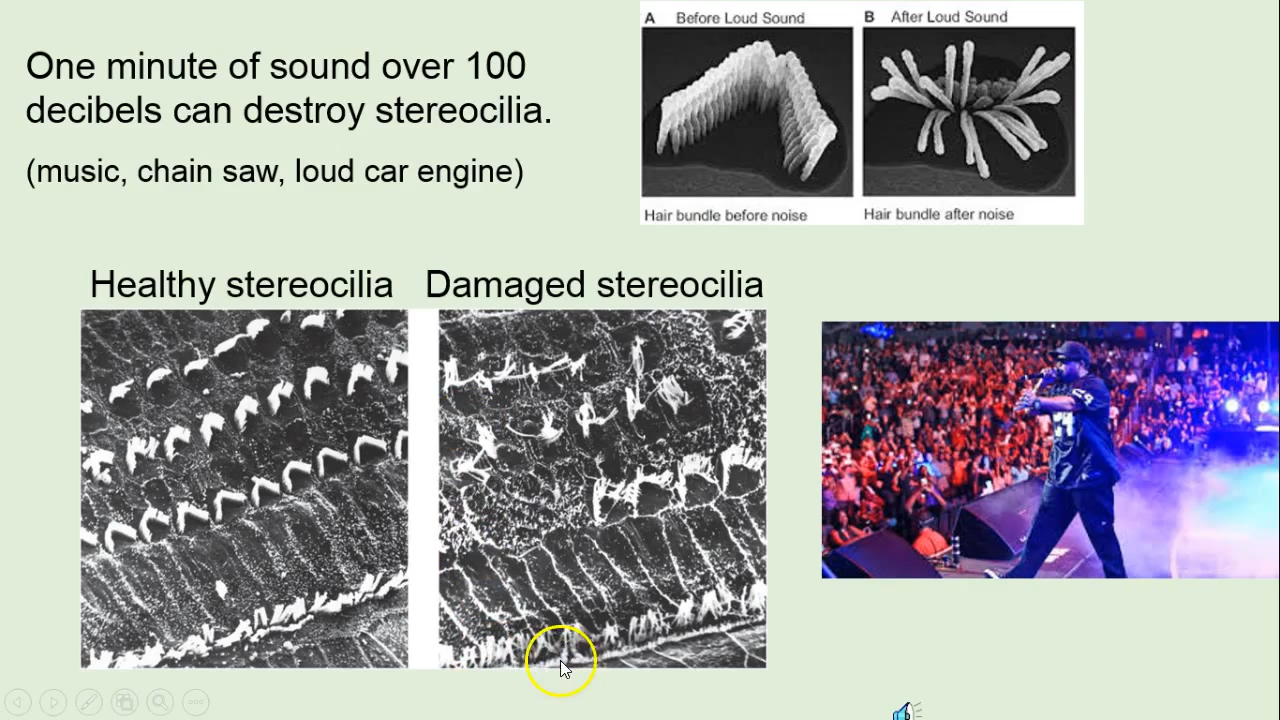 One minute of sound over 100
decibels can destroy stereocilia.
(music, chain saw, loud car engine)
A Before Loud Sound
B After Loud Sound
Hair bundle before noise
Hair bundle after noise
Healthy stereocilia
Damaged stereocilia